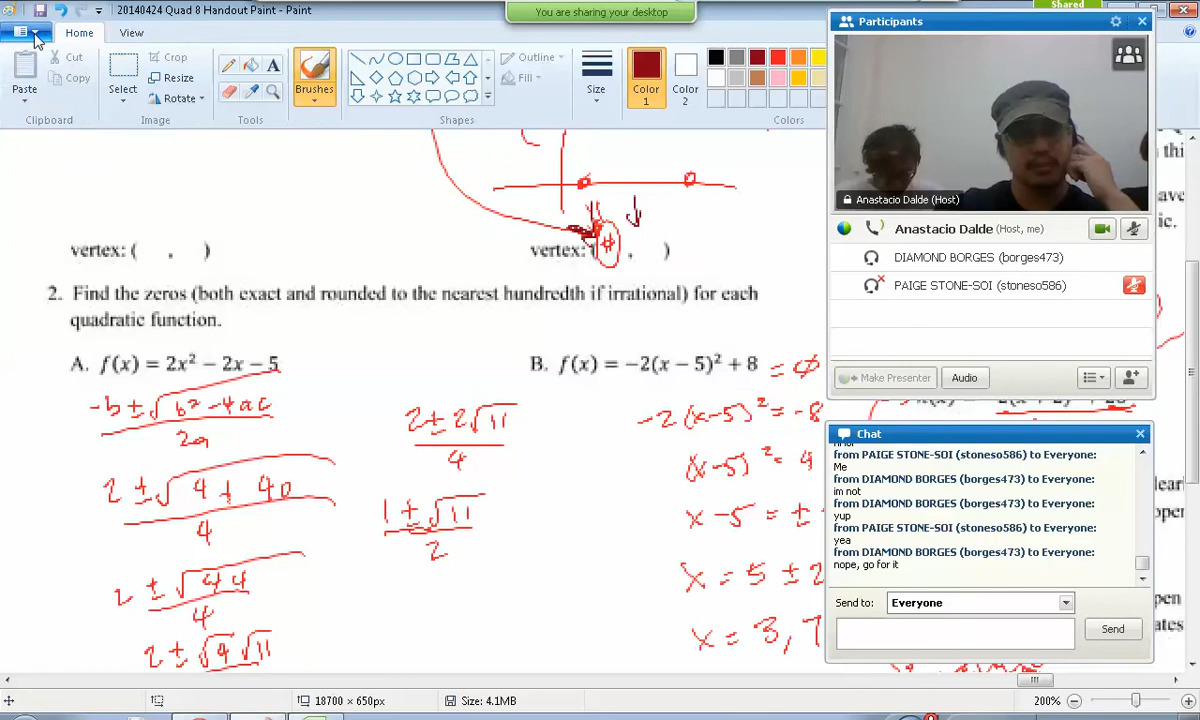 20140424 Quad 8 Handout Paint - Paint
You are sharing your desktop
Shared
Home
View
Paste
Cut
Copy
Clipboard
Select
Crop
Resize
Rotate
Image
A
Tools
Brushes
Outline
Fill
Shapes
Size
Color 1
Color 2
Colors
Participants
Anastacio Dalde (Host)
Anastacio Dalde (Host, me)
DIAMOND BORGES (borges473)
PAIGE STONE-SOI (stoneso586)
Make Presenter
Audio
vertex: ( , )
vertex: ( , )
2. Find the zeros (both exact and rounded to the nearest hundredth if irrational) for each
quadratic function.
A. f(x) = 2x² − 2x − 5
B. f(x) = −2(x − 5)² + 8 = 0
-b ± √b² - 4ac
2a
2 ± √4 + 40
4
2 ± √44
4
2 ± √4 √11
2 ± 2√11
4
1 ± √11
2
-2(x-5)² = -8
(x-5)² = 4
x - 5 = ±
x = 5 ± 2
x = 3, 7
Chat
from PAIGE STONE-SOI (stoneso586) to Everyone:
Me
from DIAMOND BORGES (borges473) to Everyone:
im not
from DIAMOND BORGES (borges473) to Everyone:
yup
from PAIGE STONE-SOI (stoneso586) to Everyone:
yea
from DIAMOND BORGES (borges473) to Everyone:
nope, go for it
Send to: Everyone
Send
18700 × 650px
Size: 4.1MB
200%